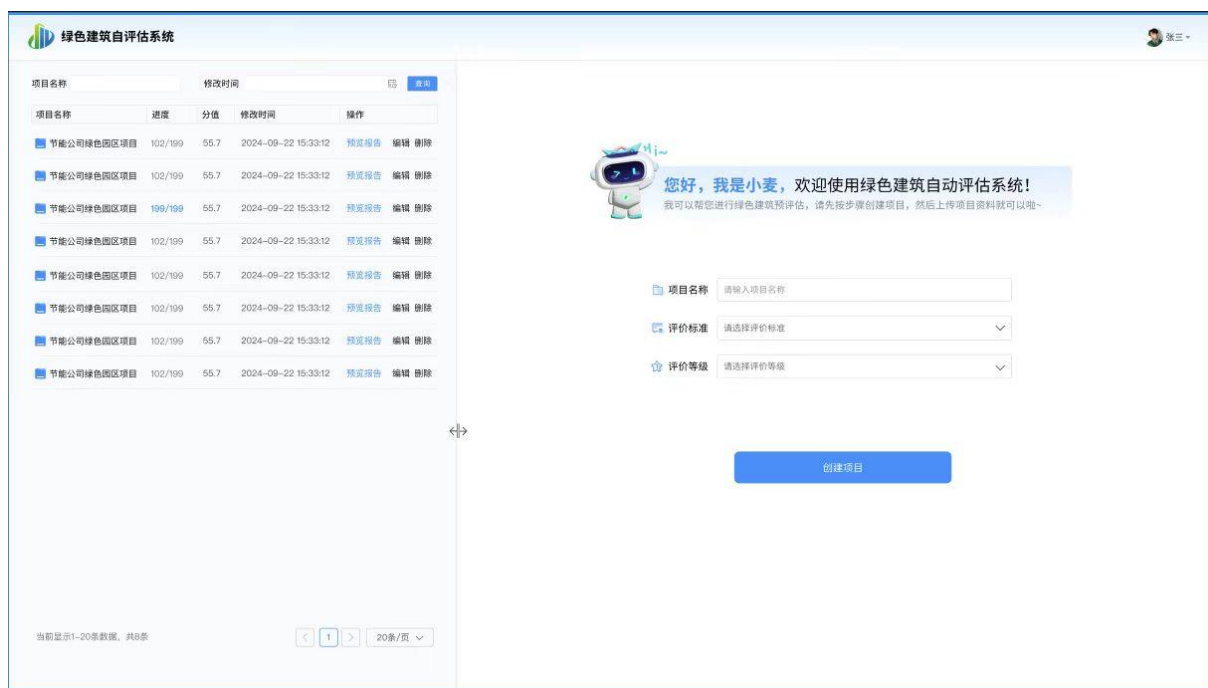 绿色建筑自评估系统
张三
项目名称 修改时间 查询
项目名称 进度 分值 修改时间 操作
节能公司绿色园区项目 102/199 55.7 2024-09-22 15:33:12 预览报告 编辑 删除
节能公司绿色园区项目 102/199 55.7 2024-09-22 15:33:12 预览报告 编辑 删除
节能公司绿色园区项目 199/199 55.7 2024-09-22 15:33:12 预览报告 编辑 删除
节能公司绿色园区项目 102/199 55.7 2024-09-22 15:33:12 预览报告 编辑 删除
节能公司绿色园区项目 102/199 55.7 2024-09-22 15:33:12 预览报告 编辑 删除
节能公司绿色园区项目 102/199 55.7 2024-09-22 15:33:12 预览报告 编辑 删除
节能公司绿色园区项目 102/199 55.7 2024-09-22 15:33:12 预览报告 编辑 删除
节能公司绿色园区项目 102/199 55.7 2024-09-22 15:33:12 预览报告 编辑 删除
当前显示1-20条数据，共8条 1 20条/页
Hi~
您好，我是小麦，欢迎使用绿色建筑自动评估系统！
我可以帮您进行绿色建筑预评估，请先按步骤创建项目，然后上传项目资料就可以啦~
项目名称 请输入项目名称
评价标准 请选择评价标准
评价等级 请选择评价等级
创建项目